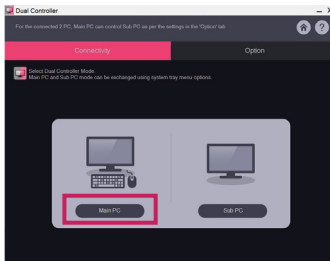 Dual Controller
For the connected 2 PC, Main PC can control Sub PC as per the settings in the 'Option' tab
Connectivity
Option
Select Dual Controller Mode.
Main PC and Sub PC mode can be exchanged using system tray menu options.
Main PC
Sub PC